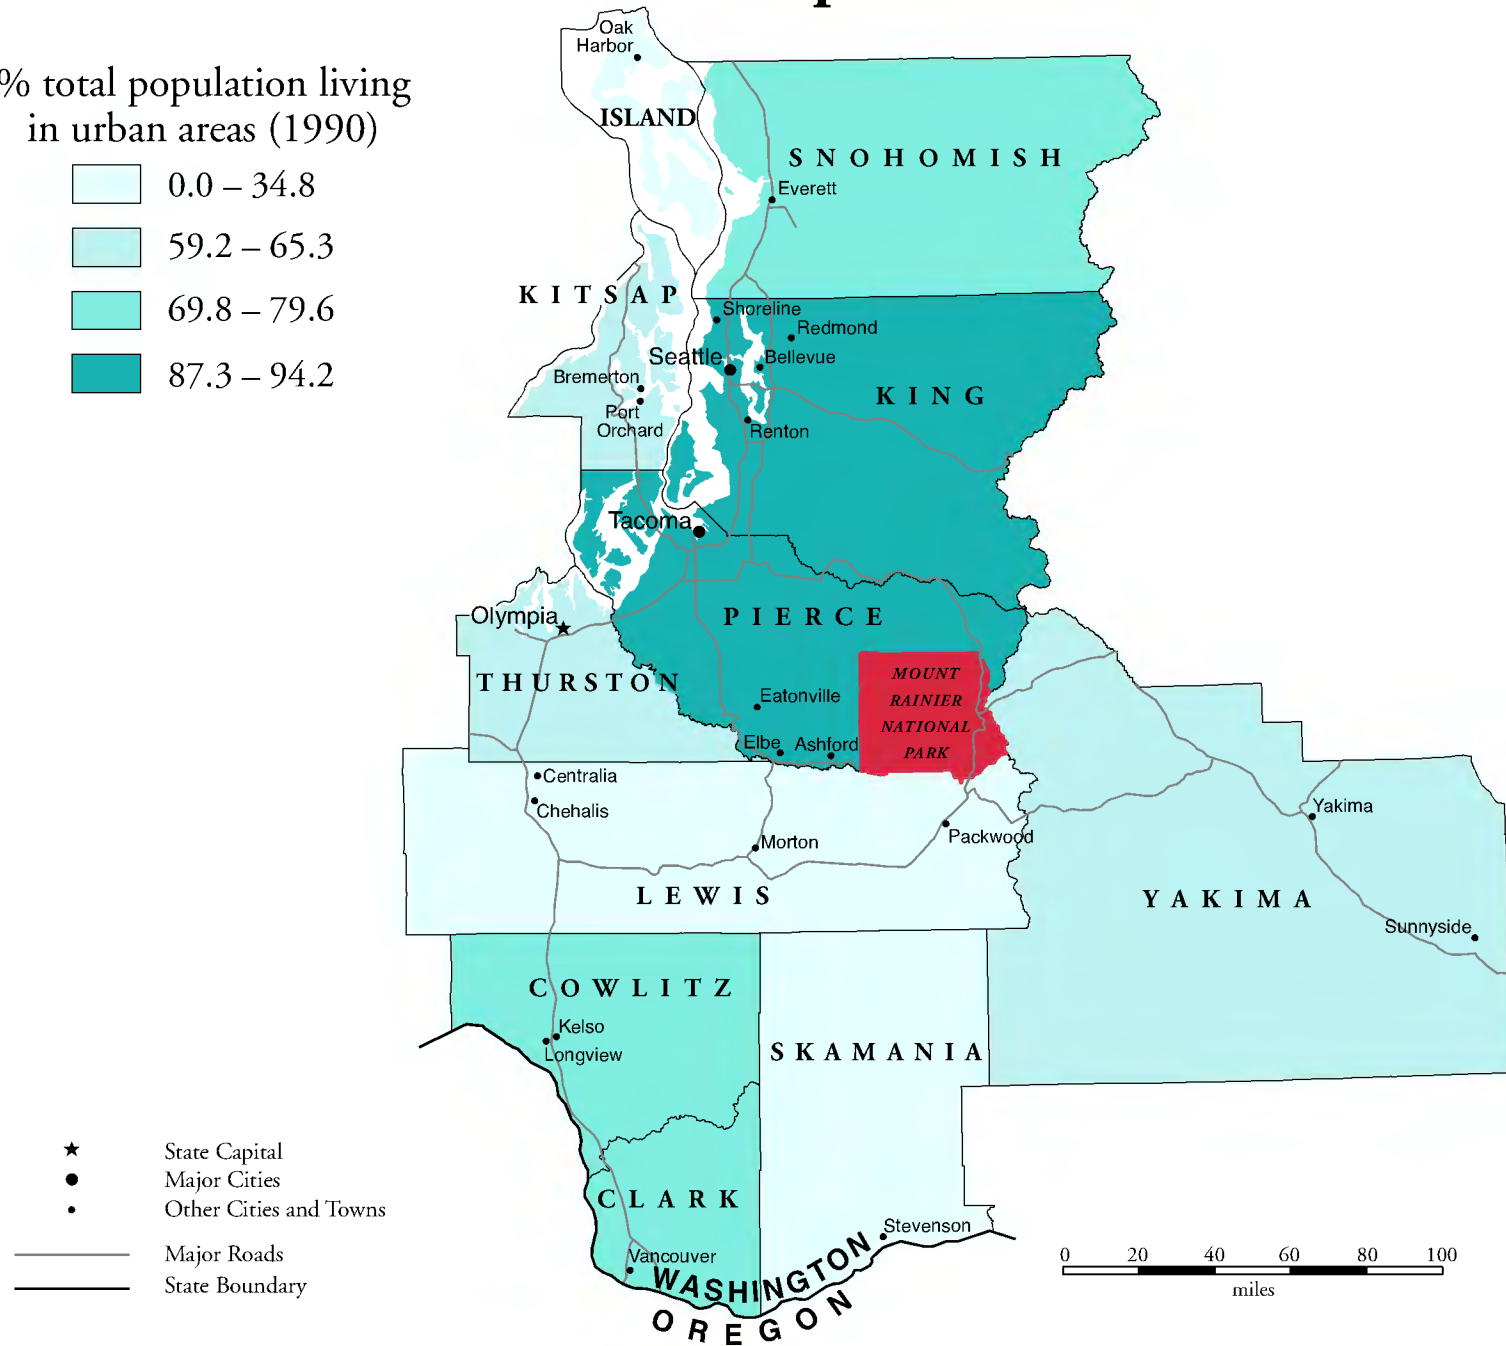 % total population living
in urban areas (1990)
0.0 – 34.8
59.2 – 65.3
69.8 – 79.6
87.3 – 94.2
Oak
Harbor
ISLAND
SNOHOMISH
Everett
KITSAP
Shoreline
Redmond
Seattle
Bellevue
Bremerton
KING
Port
Orchard
Renton
Tacoma
Olympia
PIERCE
THURSTON
MOUNT
RAINIER
NATIONAL
PARK
Eatonville
Elbe
Ashford
Centralia
Chehalis
Morton
Packwood
Yakima
LEWIS
YAKIMA
Sunnyside
COWLITZ
Kelso
Longview
SKAMANIA
CLARK
Stevenson
Vancouver
WASHINGTON
OREGON
State Capital
Major Cities
Other Cities and Towns
Major Roads
State Boundary
0 20 40 60 80 100
miles